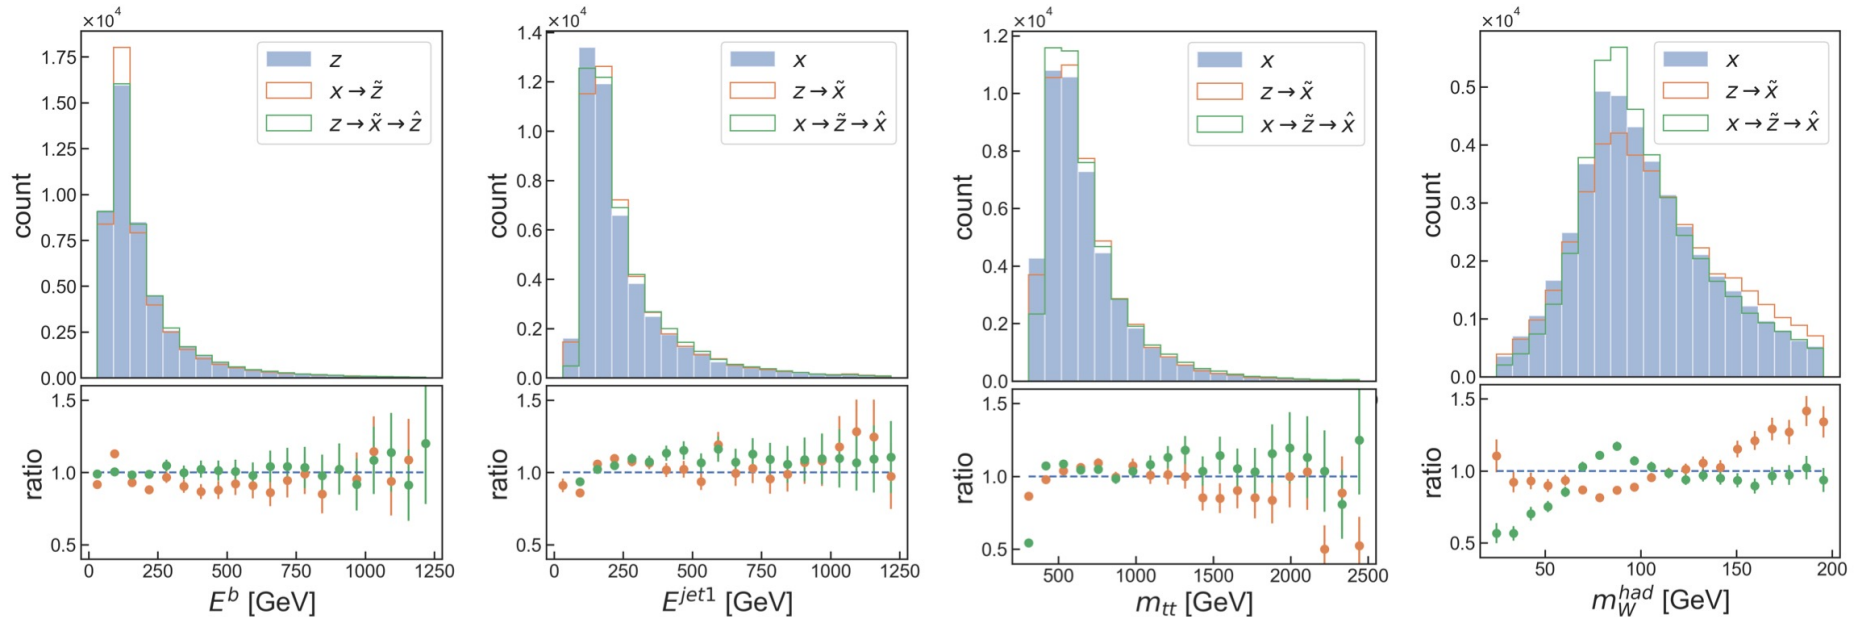 ×10⁴
1.75
1.50
1.25
1.00
0.75
0.50
0.25
0.00
count
z
x → z̃
z → x̃ → ẑ
1.5
1.0
0.5
ratio
0 250 500 750 1000 1250
Eᵇ [GeV]
×10⁴
1.4
1.2
1.0
0.8
0.6
0.4
0.2
0.0
count
x
z → x̃
x → z̃ → x̂
1.5
1.0
0.5
ratio
0 250 500 750 1000 1250
E^{jet1} [GeV]
×10⁴
1.2
1.0
0.8
0.6
0.4
0.2
0.0
count
x
z → x̃
x → z̃ → x̂
1.5
1.0
0.5
ratio
500 1000 1500 2000 2500
m_{tt} [GeV]
×10⁴
0.5
0.4
0.3
0.2
0.1
0.0
count
x
z → x̃
x → z̃ → x̂
1.5
1.0
0.5
ratio
50 100 150 200
m_W^{had} [GeV]